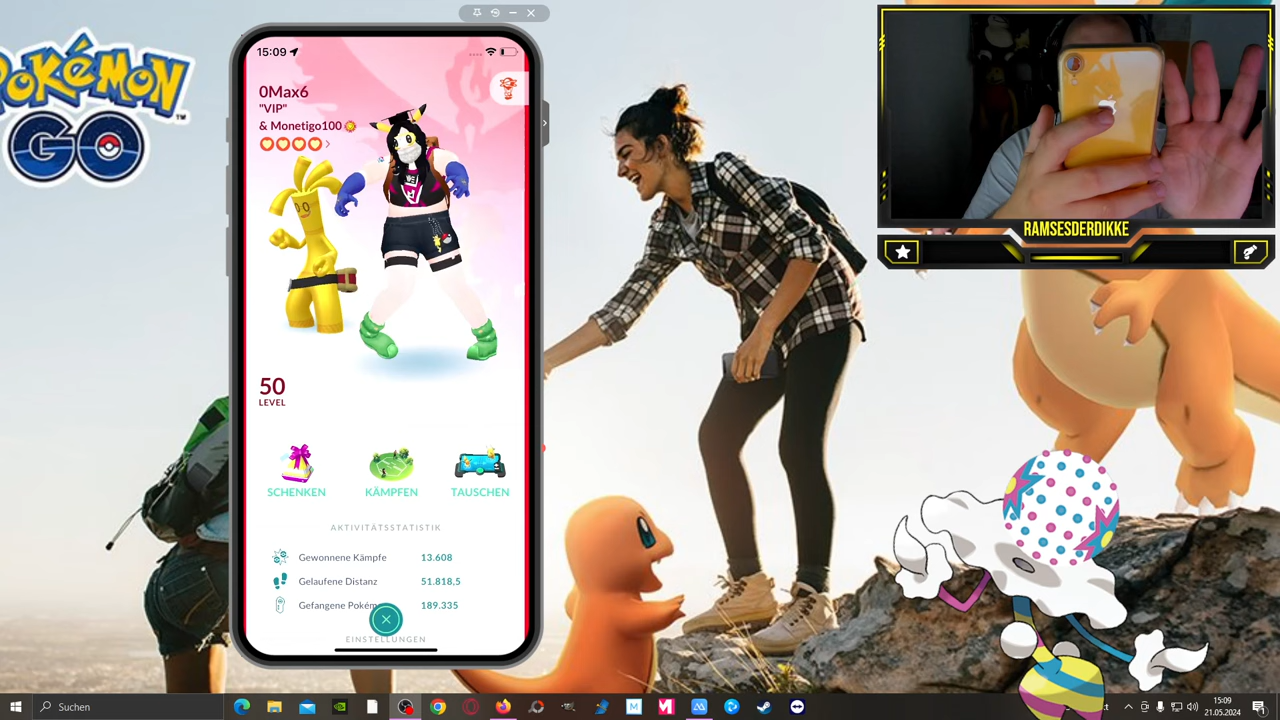 POKÉMON
GO
™
15:09
0Max6
"VIP"
& Monetigo100
50
LEVEL
SCHENKEN
KÄMPFEN
TAUSCHEN
AKTIVITÄTSSTATISTIK
Gewonnene Kämpfe 13.608
Gelaufene Distanz 51.818,5
Gefangene Pokém 189.335
EINSTELLUNGEN
RAMSESDERDIKKE
Suchen
15:09
21.05.2024